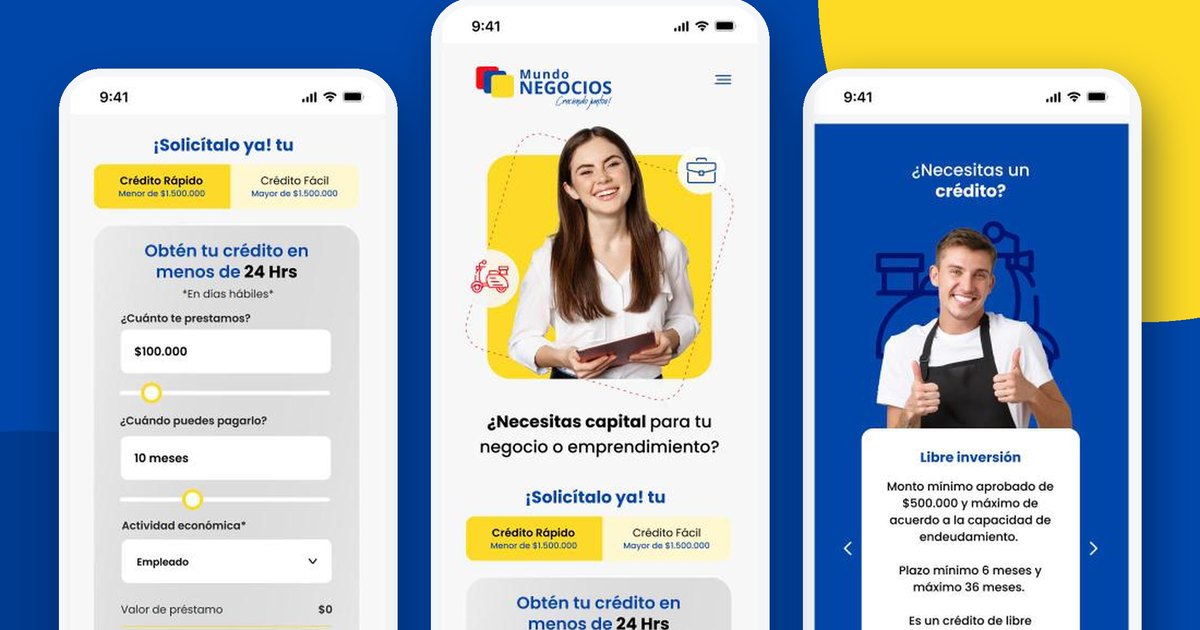 9:41
¡Solicítalo ya! tu
Crédito Rápido
Menor de $1.500.000
Crédito Fácil
Mayor de $1.500.000
Obtén tu crédito en
menos de 24 Hrs
*En días hábiles*
¿Cuánto te prestamos?
$100.000
¿Cuándo puedes pagarlo?
10 meses
Actividad económica*
Empleado
Valor de préstamo $0
9:41
Mundo
NEGOCIOS
Creciendo juntos!
¿Necesitas capital para tu
negocio o emprendimiento?
¡Solicítalo ya! tu
Crédito Rápido
Menor de $1.500.000
Crédito Fácil
Mayor de $1.500.000
Obtén tu crédito en
menos de 24 Hrs
9:41
¿Necesitas un
crédito?
Libre inversión
Monto mínimo aprobado de
$500.000 y máximo de
acuerdo a la capacidad de
endeudamiento.
Plazo mínimo 6 meses y
máximo 36 meses.
Es un crédito de libre